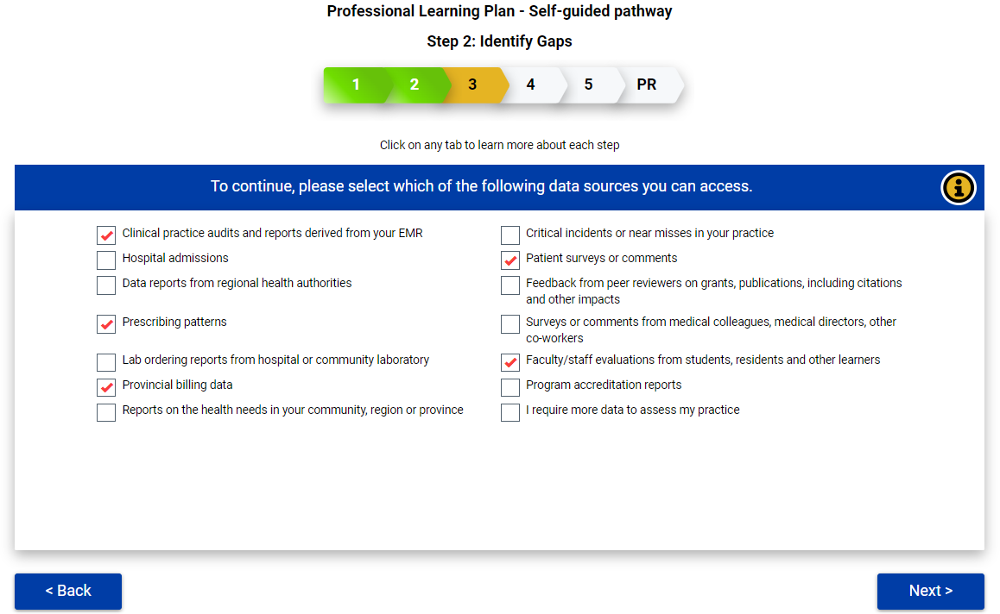 Professional Learning Plan - Self-guided pathway
Step 2: Identify Gaps
1 2 3 4 5 PR
Click on any tab to learn more about each step
To continue, please select which of the following data sources you can access.
Clinical practice audits and reports derived from your EMR
Hospital admissions
Data reports from regional health authorities
Prescribing patterns
Lab ordering reports from hospital or community laboratory
Provincial billing data
Reports on the health needs in your community, region or province
Critical incidents or near misses in your practice
Patient surveys or comments
Feedback from peer reviewers on grants, publications, including citations
and other impacts
Surveys or comments from medical colleagues, medical directors, other
co-workers
Faculty/staff evaluations from students, residents and other learners
Program accreditation reports
I require more data to assess my practice
< Back
Next >